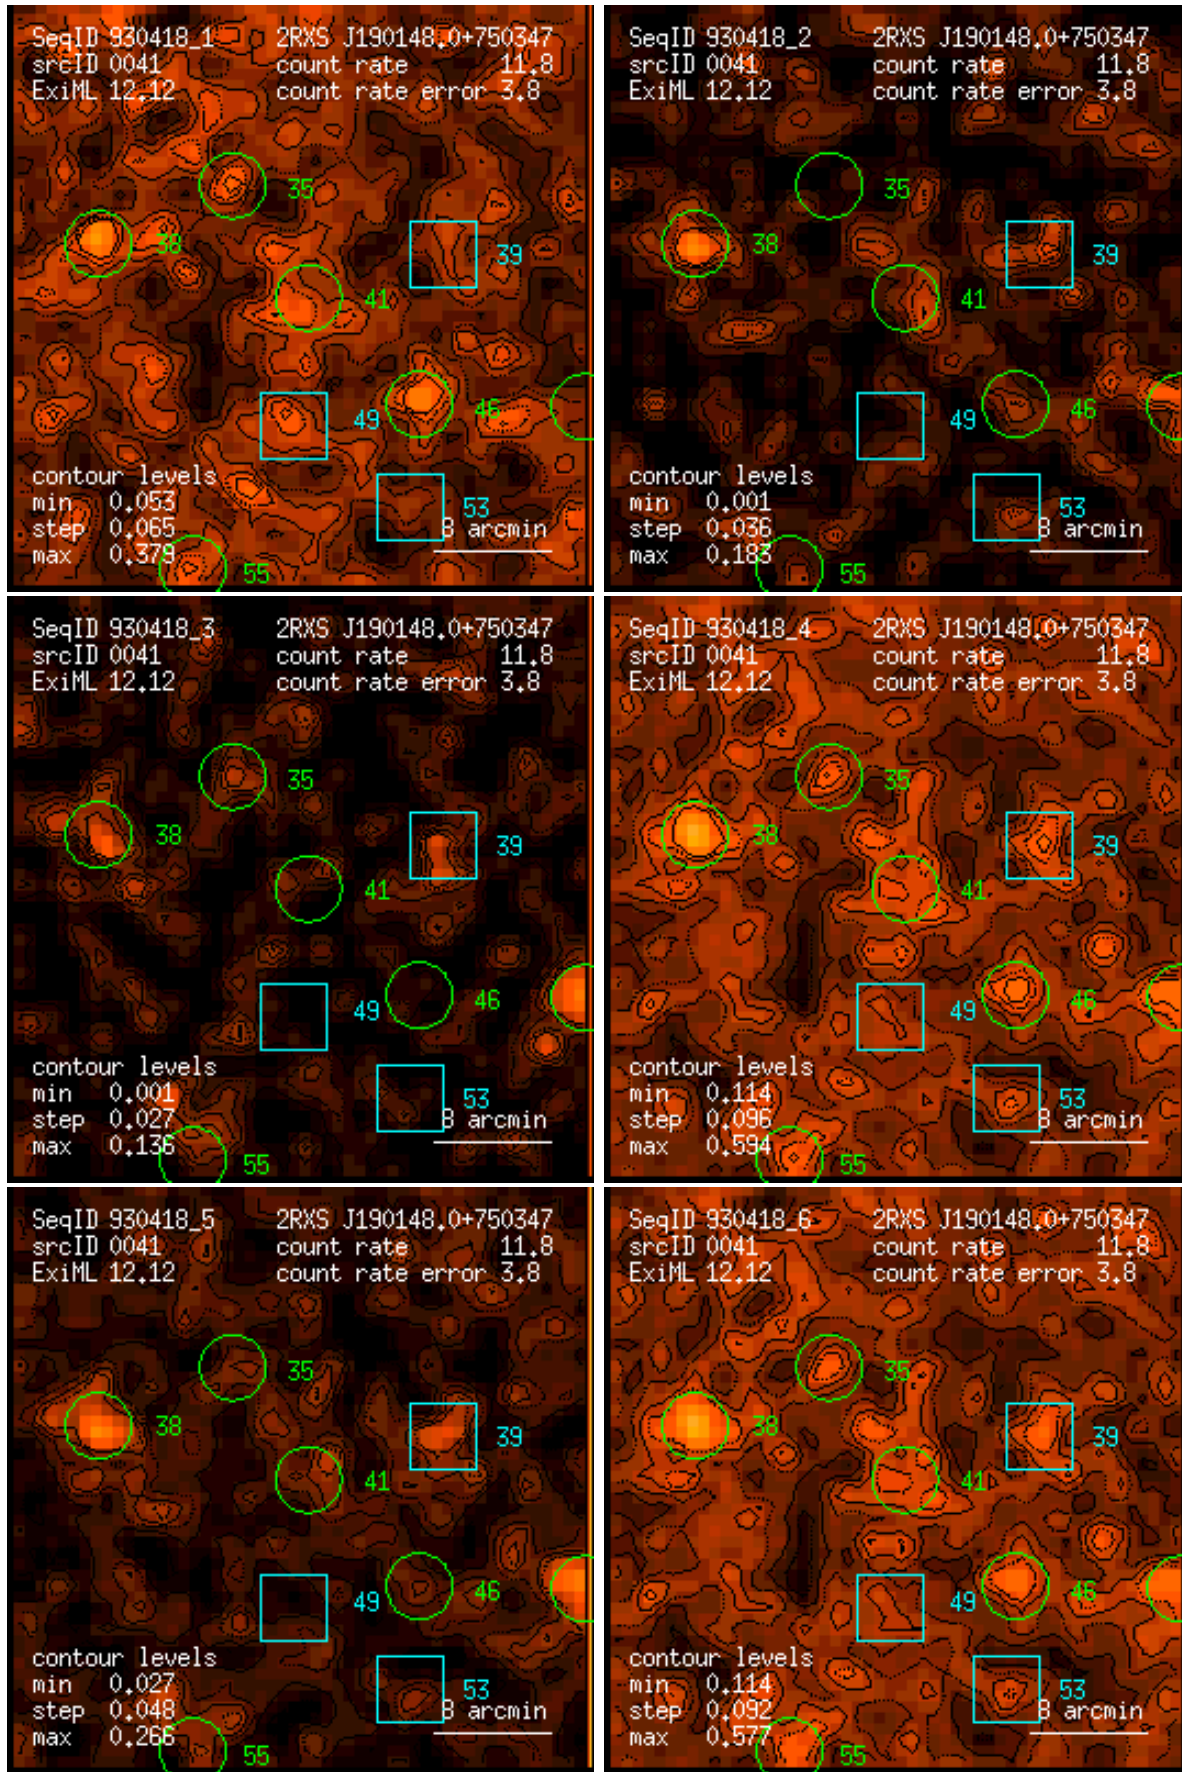 SeqID 930418_1 2RXS J190148.0+750347
srcID 0041 count rate 11.8
ExiML 12.12 count rate error 3.8
35
38
39
41
46
49
contour levels
min 0.053
53
step 0.065 8 arcmin
max 0.379
55
SeqID 930418_2 2RXS J190148.0+750347
srcID 0041 count rate 11.8
ExiML 12.12 count rate error 3.8
35
38
39
41
46
49
contour levels
min 0.001
53
step 0.036 8 arcmin
max 0.183
55
SeqID 930418_3 2RXS J190148.0+750347
srcID 0041 count rate 11.8
ExiML 12.12 count rate error 3.8
35
38
39
41
46
49
contour levels
min 0.001
53
step 0.027 8 arcmin
max 0.136
55
SeqID 930418_4 2RXS J190148.0+750347
srcID 0041 count rate 11.8
ExiML 12.12 count rate error 3.8
35
38
39
41
46
49
contour levels
min 0.114
53
step 0.096 8 arcmin
max 0.594
55
SeqID 930418_5 2RXS J190148.0+750347
srcID 0041 count rate 11.8
ExiML 12.12 count rate error 3.8
35
38
39
41
46
49
contour levels
min 0.027
53
step 0.048 8 arcmin
max 0.266
55
SeqID 930418_6 2RXS J190148.0+750347
srcID 0041 count rate 11.8
ExiML 12.12 count rate error 3.8
35
38
39
41
46
49
contour levels
min 0.114
53
step 0.092 8 arcmin
max 0.577
55